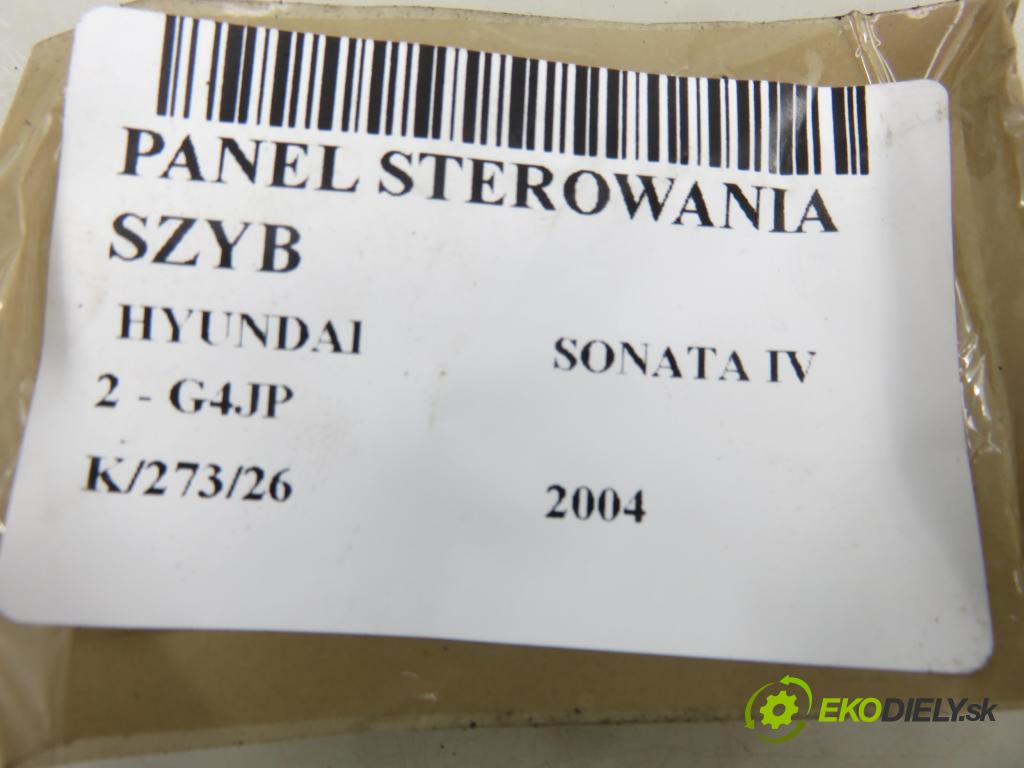 PANEL STEROWANIA
SZYB
HYUNDAI SONATA IV
2 - G4JP
K/273/26 2004
EKODIELY.sk